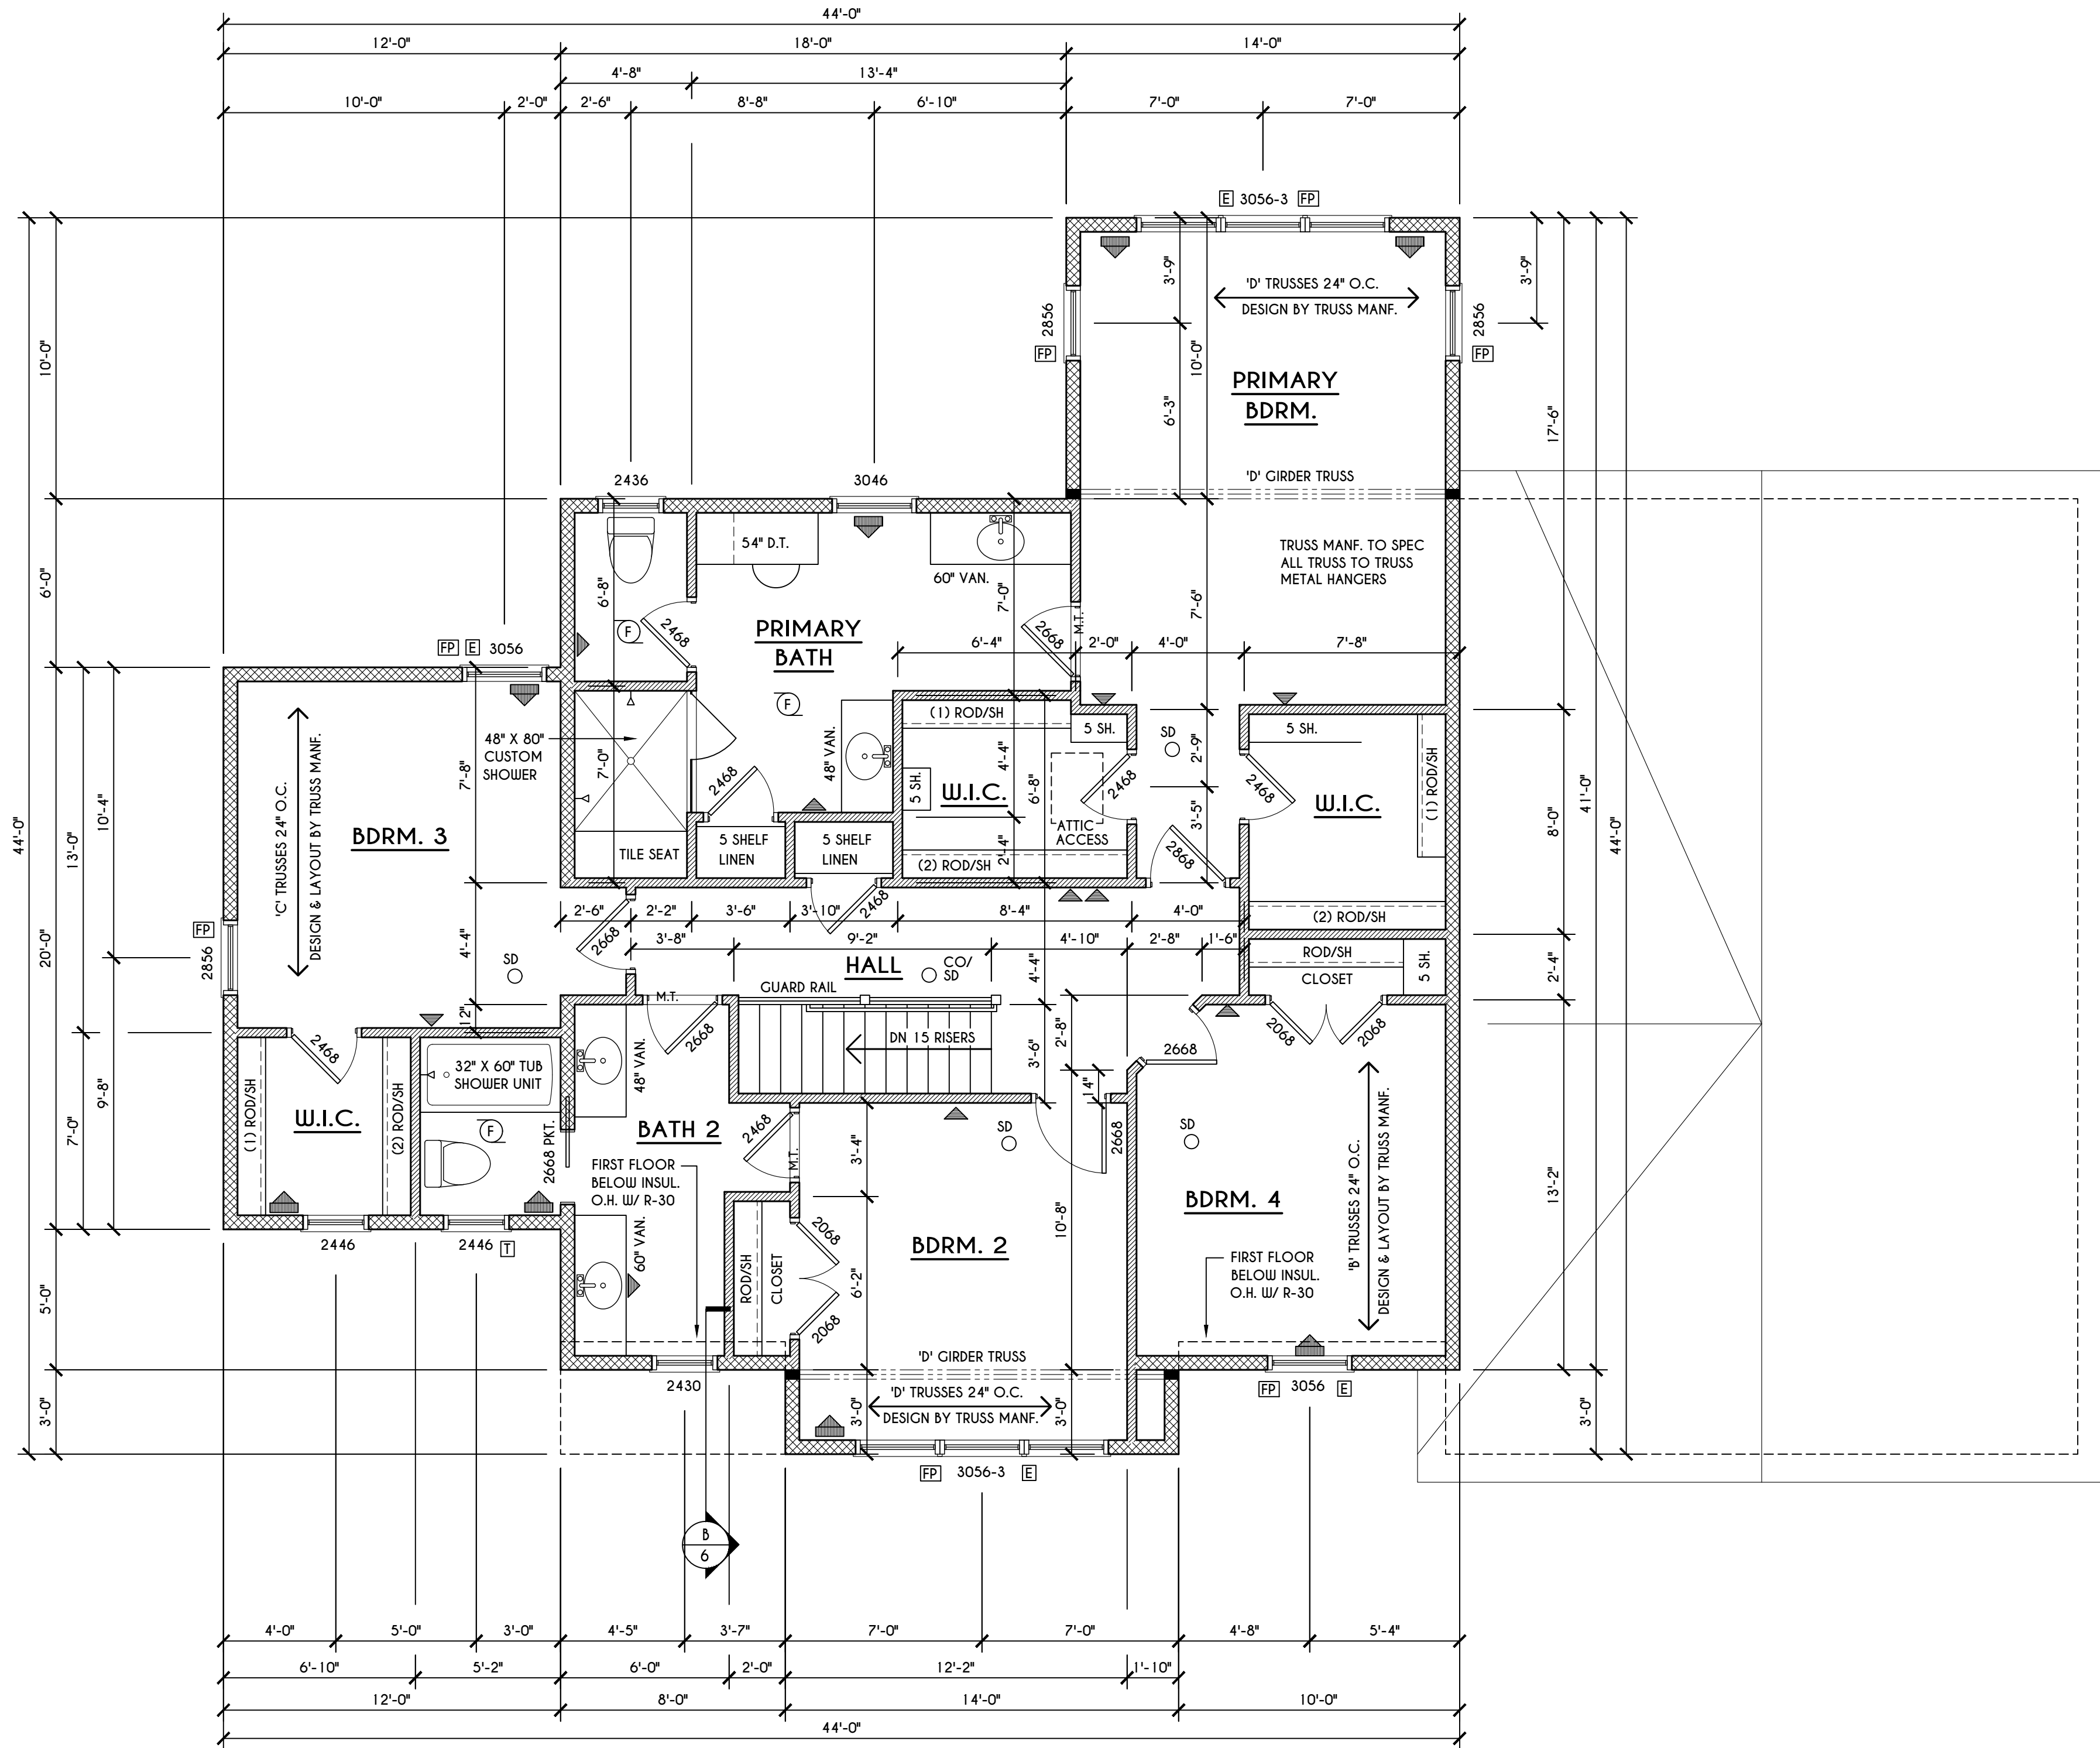 44'-0"
12'-0" 18'-0" 14'-0"
4'-8" 13'-4"
10'-0" 2'-0" 2'-6" 8'-8" 6'-10" 7'-0" 7'-0"
E 3056-3 FP
3'-9"
3'-9"
'D' TRUSSES 24" O.C.
DESIGN BY TRUSS MANF.
2856
FP
2856
FP
10'-0"
10'-0"
PRIMARY
BDRM.
6'-3"
17'-6"
'D' GIRDER TRUSS
2436
3046
54" D.T.
60" VAN.
TRUSS MANF. TO SPEC
ALL TRUSS TO TRUSS
METAL HANGERS
6'-0"
6'-8"
F
2468
7'-0"
7'-6"
2668
M.T.
PRIMARY
BATH
FP E 3056
6'-4" 2'-0" 4'-0" 7'-8"
F
48" X 80"
CUSTOM
SHOWER
7'-0"
2468
48" VAN.
(1) ROD/SH
5 SH.
SD
5 SH.
4'-4"
6'-8"
2'-9"
5 SH.
W.I.C.
2468
2468
W.I.C.
(1) ROD/SH
3'-5"
ATTIC
ACCESS
2'-4"
(2) ROD/SH
2868
8'-0"
41'-0"
44'-0"
44'-0"
20'-0"
13'-0"
10'-4"
'C' TRUSSES 24" O.C.
DESIGN & LAYOUT BY TRUSS MANF.
7'-8"
BDRM. 3
TILE SEAT
5 SHELF
LINEN
5 SHELF
LINEN
2468
2'-6" 2'-2" 3'-6" 3'-10" 8'-4" 4'-0"
(2) ROD/SH
FP
2856
4'-4"
2668
3'-8" 9'-2" 4'-10" 2'-8" 1'-6"
SD
HALL
CO/
SD
4'-4"
ROD/SH
CLOSET
5 SH.
2'-4"
12"
M.T.
GUARD RAIL
2668
DN 15 RISERS
3'-6"
2'-8"
2668
2068
2068
14"
2468
(1) ROD/SH
W.I.C.
(2) ROD/SH
32" X 60" TUB
SHOWER UNIT
48" VAN.
F
2668 PKT.
BATH 2
2468
M.T.
3'-4"
SD
2668
SD
7'-0"
9'-8"
FIRST FLOOR
BELOW INSUL.
O.H. W/ R-30
10'-8"
BDRM. 4
'B' TRUSSES 24" O.C.
DESIGN & LAYOUT BY TRUSS MANF.
13'-2"
2446
2446 T
60" VAN.
ROD/SH
CLOSET
2068
2068
6'-2"
BDRM. 2
FIRST FLOOR
BELOW INSUL.
O.H. W/ R-30
5'-0"
'D' GIRDER TRUSS
2430
3'-0"
'D' TRUSSES 24" O.C.
DESIGN BY TRUSS MANF.
3'-0"
3'-0"
3'-0"
FP 3056 E
FP 3056-3 E
B
6
4'-0" 5'-0" 3'-0" 4'-5" 3'-7" 7'-0" 7'-0" 4'-8" 5'-4"
6'-10" 5'-2" 6'-0" 2'-0" 12'-2" 1'-10"
12'-0" 8'-0" 14'-0" 10'-0"
44'-0"